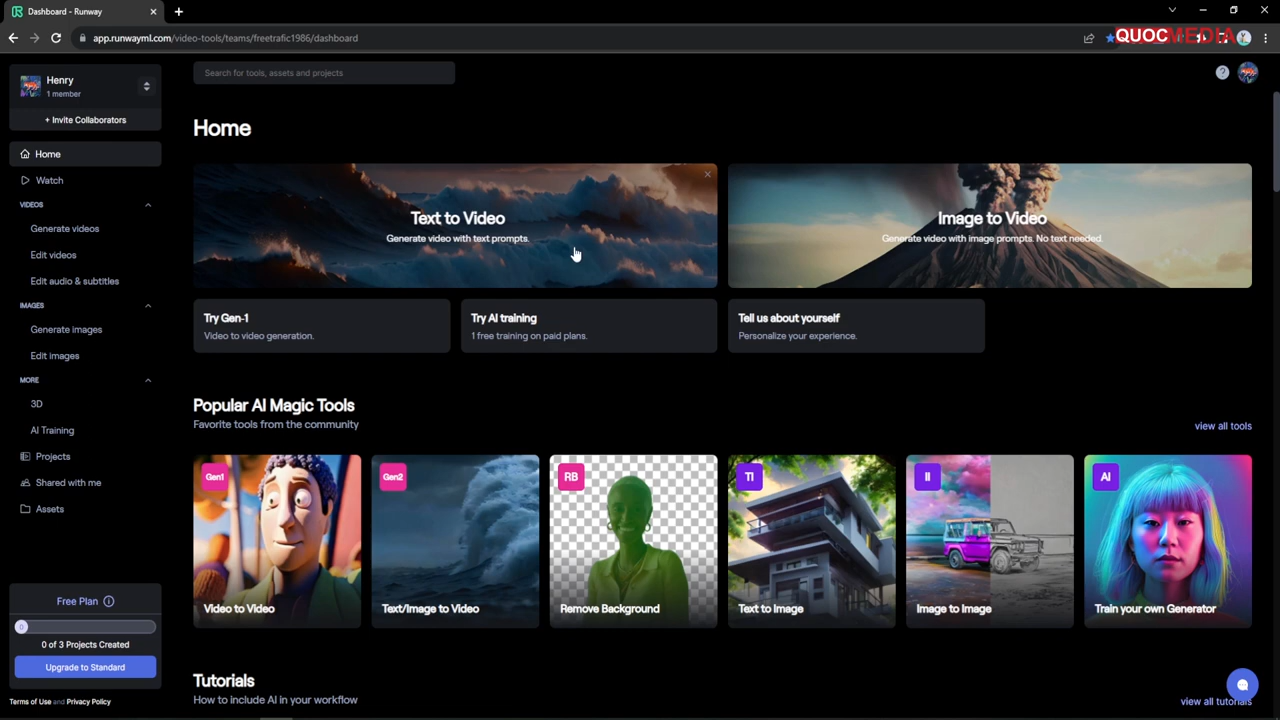 Dashboard - Runway
app.runwayml.com/video-tools/teams/freetrafic1986/dashboard
QUOCMEDIA
Henry
1 member
+ Invite Collaborators
Search for tools, assets and projects
Home
Watch
VIDEOS
Generate videos
Edit videos
Edit audio & subtitles
IMAGES
Generate images
Edit images
MORE
3D
AI Training
Projects
Shared with me
Assets
Free Plan
0
0 of 3 Projects Created
Upgrade to Standard
Terms of Use and Privacy Policy
Home
Text to Video
Generate video with text prompts.
Image to Video
Generate video with image prompts. No text needed.
Try Gen-1
Video to video generation.
Try AI training
1 free training on paid plans.
Tell us about yourself
Personalize your experience.
Popular AI Magic Tools
Favorite tools from the community
view all tools
Gen1
Video to Video
Gen2
Text/Image to Video
RB
Remove Background
TI
Text to Image
II
Image to Image
AI
Train your own Generator
Tutorials
How to include AI in your workflow
view all tutorials